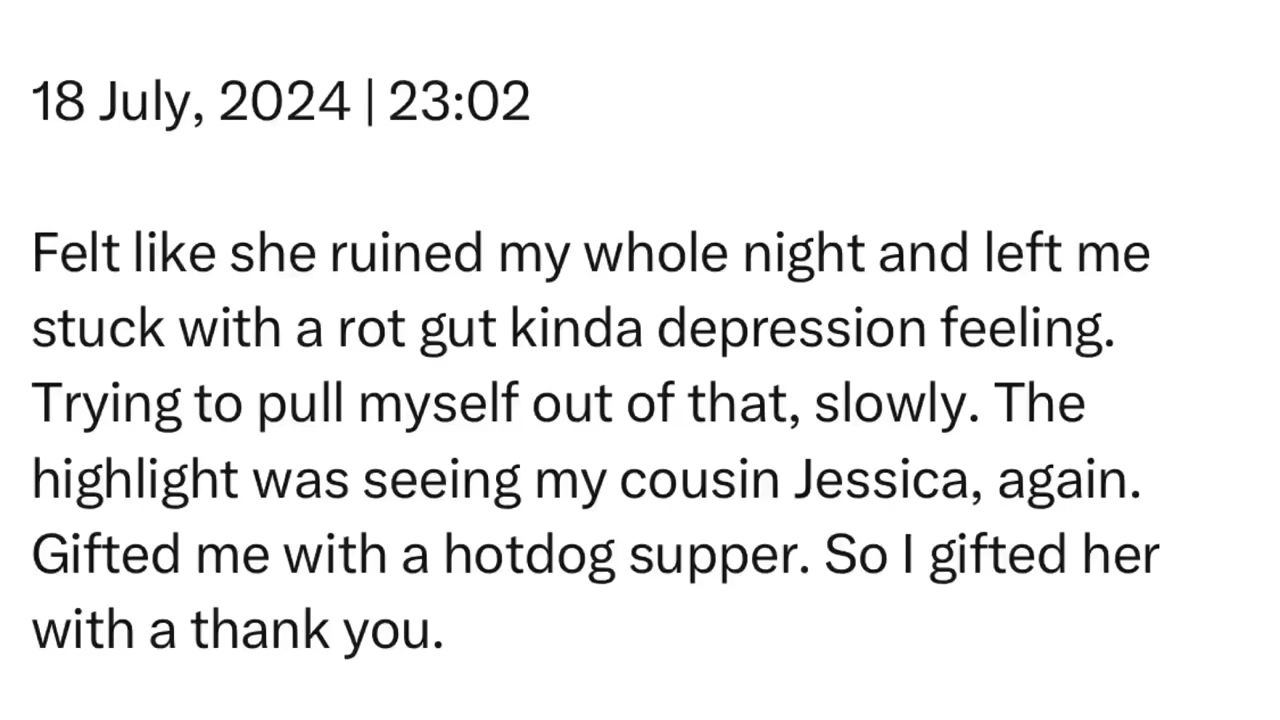 18 July, 2024 | 23:02
Felt like she ruined my whole night and left me
stuck with a rot gut kinda depression feeling.
Trying to pull myself out of that, slowly. The
highlight was seeing my cousin Jessica, again.
Gifted me with a hotdog supper. So I gifted her
with a thank you.